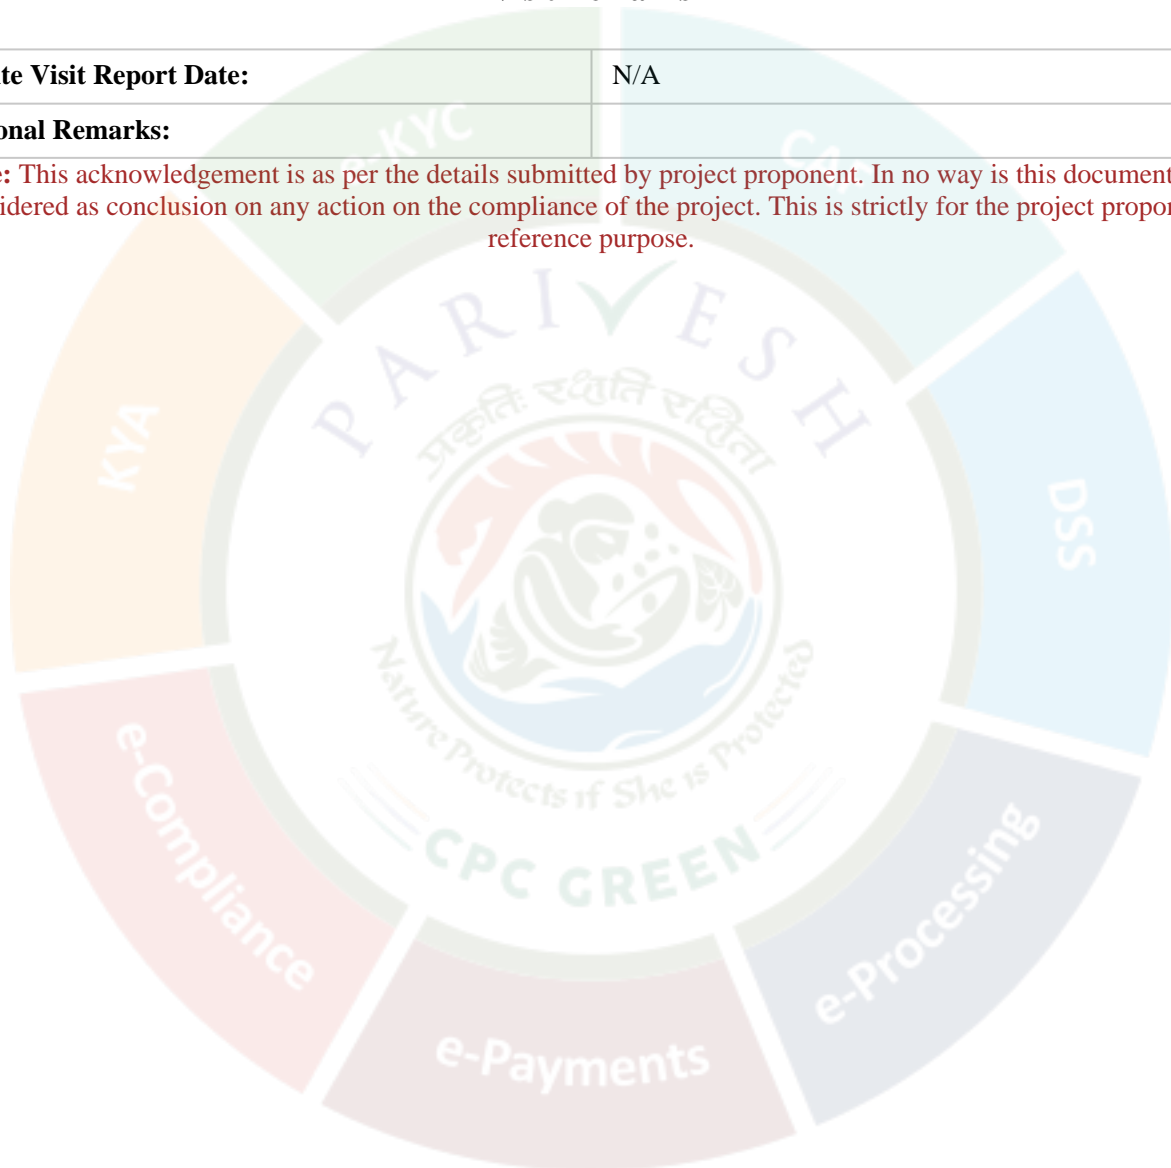 te Visit Report Date: N/A
onal Remarks:
e: This acknowledgement is as per the details submitted by project proponent. In no way is this document
idered as conclusion on any action on the compliance of the project. This is strictly for the project propon
reference purpose.
e-KYC
KYA
DSS
PARIVESH
प्रकृतिः रक्षति रक्षिता
Nature Protects if She is Protected
CPC GREEN
e-Compliance
e-Processing
e-Payments